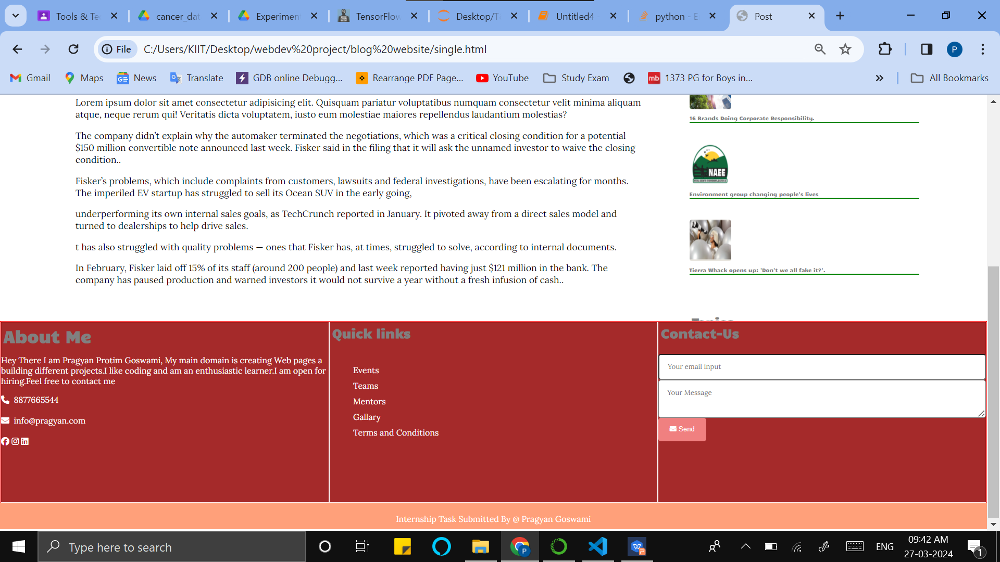 Tools & Te
cancer_dat
Experimen
TensorFlow
Desktop/T
Untitled4 -
python - E
Post
File
C:/Users/KIIT/Desktop/webdev%20project/blog%20website/single.html
P
Gmail
Maps
News
Translate
GDB online Debugg...
Rearrange PDF Page...
YouTube
Study Exam
mb
1373 PG for Boys in...
»
All Bookmarks
Lorem ipsum dolor sit amet consectetur adipisicing elit. Quisquam pariatur voluptatibus numquam consectetur velit minima aliquam
atque, neque rerum qui! Veritatis dicta voluptatem, iusto eum molestiae maiores repellendus laudantium molestias?
The company didn’t explain why the automaker terminated the negotiations, which was a critical closing condition for a potential
$150 million convertible note announced last week. Fisker said in the filing that it will ask the unnamed investor to waive the closing
condition..
Fisker’s problems, which include complaints from customers, lawsuits and federal investigations, have been escalating for months.
The imperiled EV startup has struggled to sell its Ocean SUV in the early going,
underperforming its own internal sales goals, as TechCrunch reported in January. It pivoted away from a direct sales model and
turned to dealerships to help drive sales.
t has also struggled with quality problems — ones that Fisker has, at times, struggled to solve, according to internal documents.
In February, Fisker laid off 15% of its staff (around 200 people) and last week reported having just $121 million in the bank. The
company has paused production and warned investors it would not survive a year without a fresh infusion of cash..
16 Brands Doing Corporate Responsibility.
NAEE
Environment group changing people's lives
Tierra Whack opens up: 'Don't we all fake it?'.
Topics
About Me
Hey There I am Pragyan Protim Goswami, My main domain is creating Web pages a
building different projects.I like coding and am an enthusiastic learner.I am open for
hiring.Feel free to contact me
8877665544
info@pragyan.com
Quick links
Events
Teams
Mentors
Gallary
Terms and Conditions
Contact-Us
Your email input
Your Message
Send
Internship Task Submitted By @ Pragyan Goswami
Type here to search
P
W
P
ENG
09:42 AM
27-03-2024
1